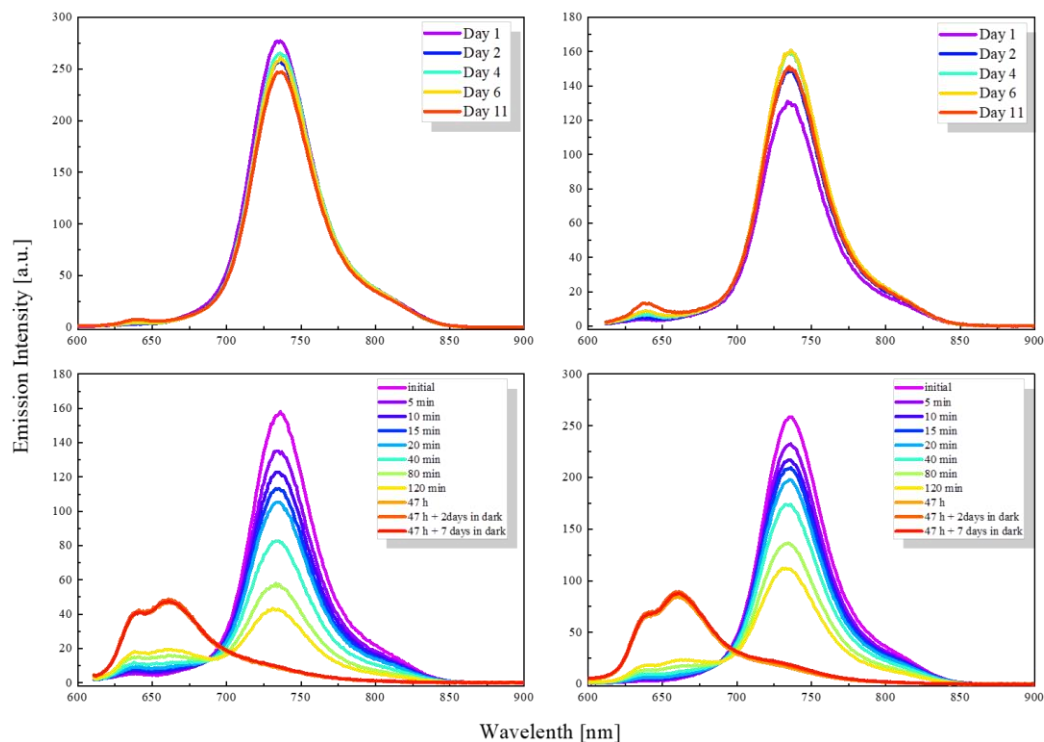 300
250
200
150
100
50
0
600 650 700 750 800 850 900
Day 1
Day 2
Day 4
Day 6
Day 11
180
160
140
120
100
80
60
40
20
0
600 650 700 750 800 850 900
Day 1
Day 2
Day 4
Day 6
Day 11
Emission Intensity [a.u.]
180
160
140
120
100
80
60
40
20
0
600 650 700 750 800 850 900
initial
5 min
10 min
15 min
20 min
40 min
80 min
120 min
47 h
47 h + 2days in dark
47 h + 7 days in dark
300
250
200
150
100
50
0
600 650 700 750 800 850 900
initial
5 min
10 min
15 min
20 min
40 min
80 min
120 min
47 h
47 h + 2days in dark
47 h + 7 days in dark
Wavelenth [nm]